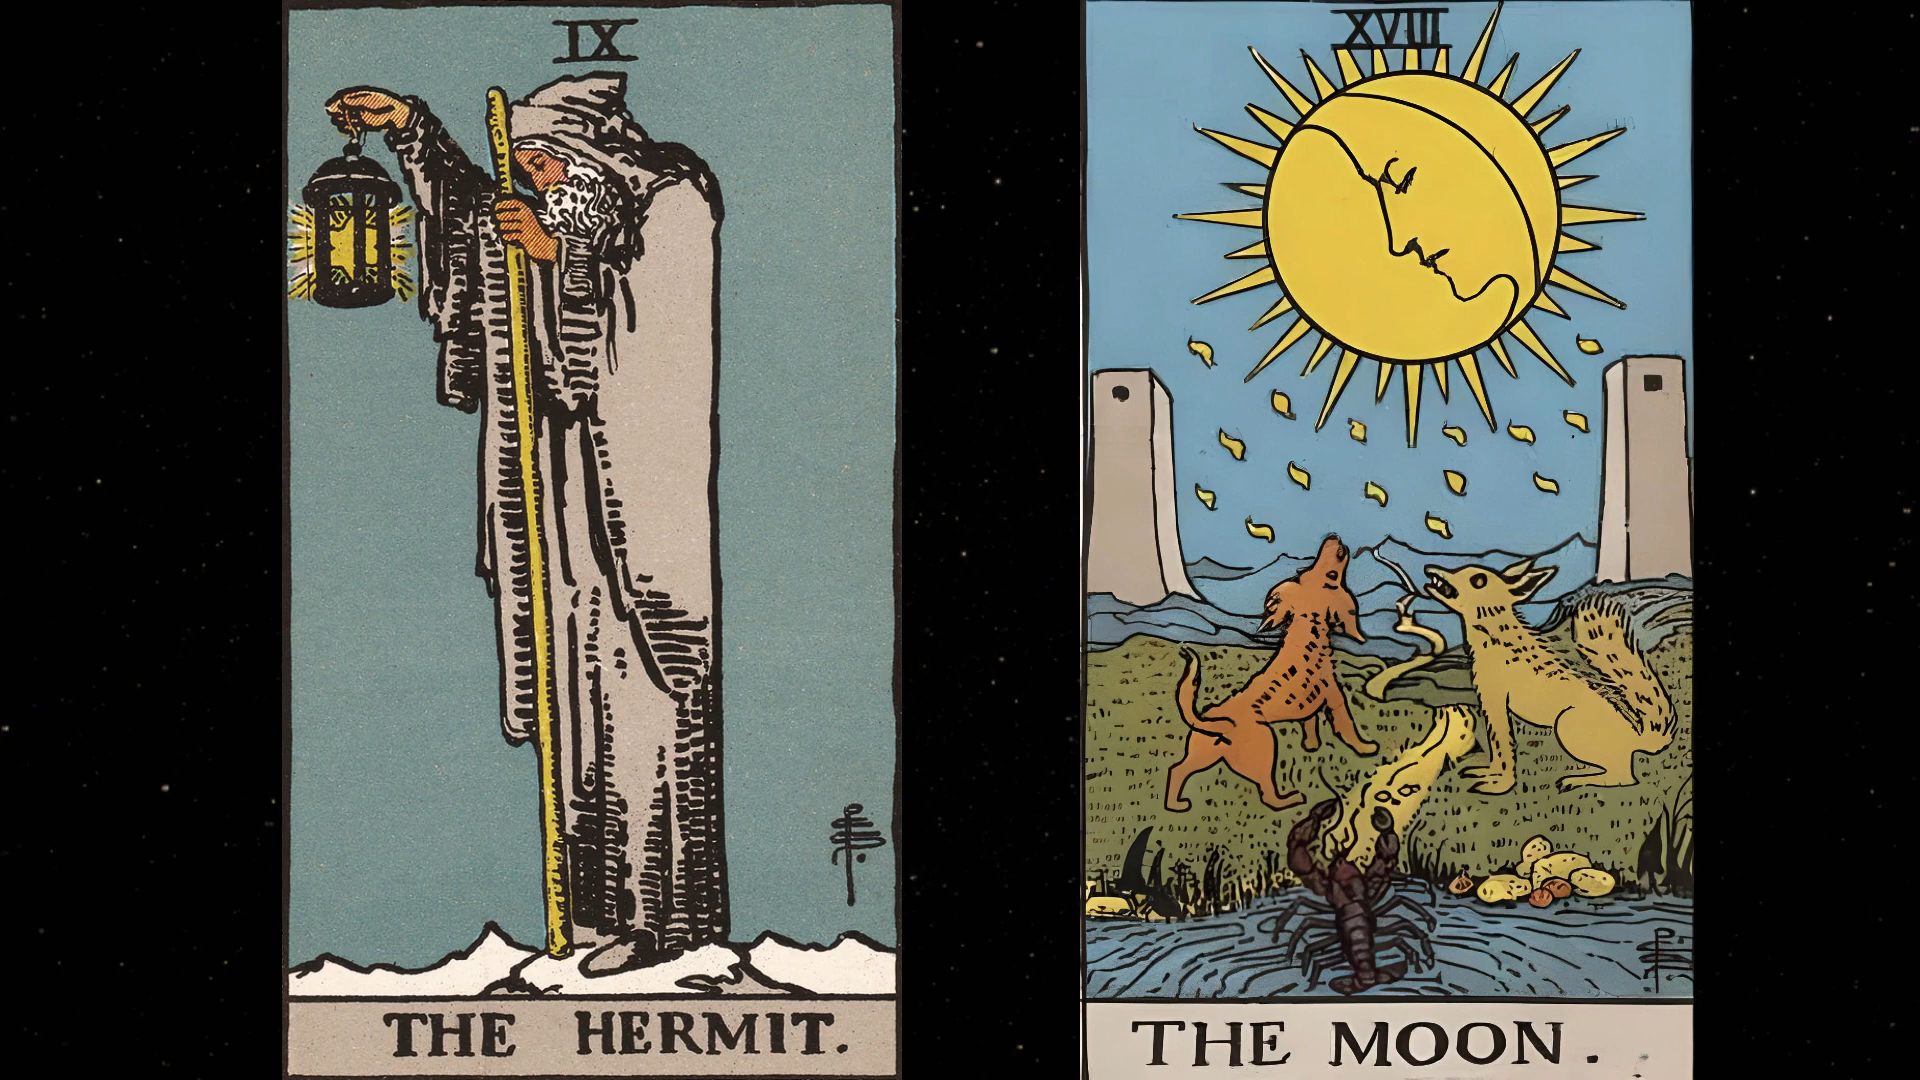 IX
THE HERMIT.
XVIII
THE MOON.